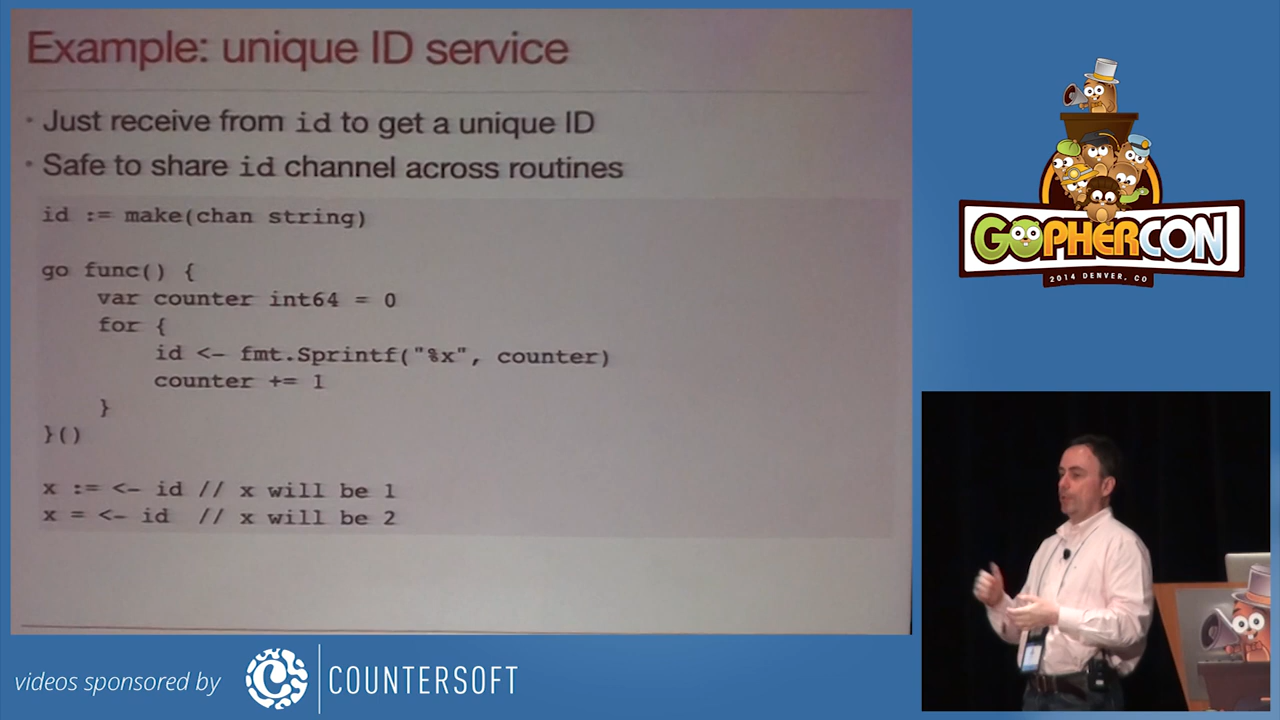 Example: unique ID service
• Just receive from id to get a unique ID
• Safe to share id channel across routines
id := make(chan string)
go func() {
    var counter int64 = 0
    for {
        id <- fmt.Sprintf("%x", counter)
        counter += 1
    }
}()
x := <- id // x will be 1
x = <- id  // x will be 2
GOPHERCON
2014 DENVER, CO
videos sponsored by
COUNTERSOFT